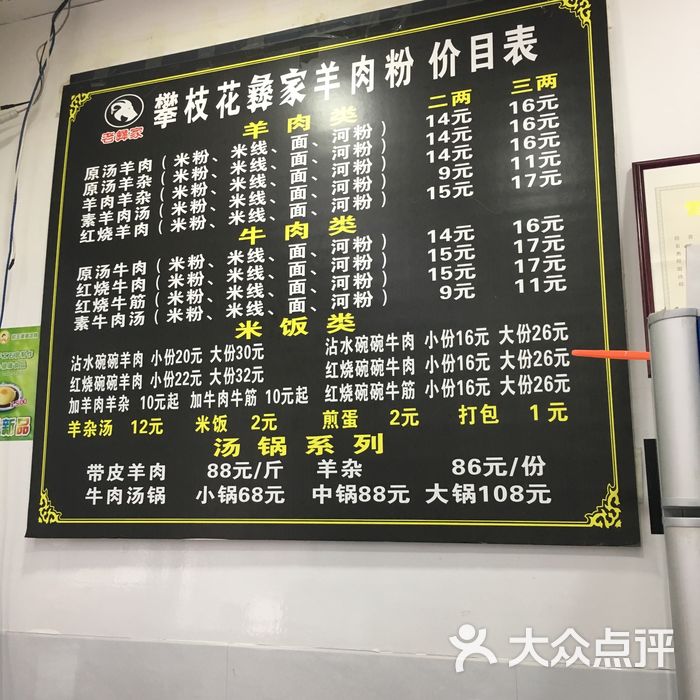 攀枝花彝家羊肉粉 价目表
老彝家
羊肉类 二两 三两
原汤羊肉(米粉、米线、面、河粉) 14元 16元
原汤羊杂(米粉、米线、面、河粉) 14元 16元
羊肉羊杂(米粉、米线、面、河粉) 14元 16元
素羊肉汤(米粉、米线、面、河粉) 9元 11元
红烧羊肉(米粉、米线、面、河粉) 15元 17元
牛肉类
原汤牛肉(米粉、米线、面、河粉) 14元 16元
红烧牛肉(米粉、米线、面、河粉) 15元 17元
红烧牛筋(米粉、米线、面、河粉) 15元 17元
素牛肉汤(米粉、米线、面、河粉) 9元 11元
米饭类
沾水碗碗羊肉 小份20元 大份30元 沾水碗碗牛肉 小份16元 大份26元
红烧碗碗羊肉 小份22元 大份32元 红烧碗碗牛肉 小份16元 大份26元
加羊肉羊杂 10元起 加牛肉牛筋 10元起 红烧碗碗牛筋 小份16元 大份26元
羊杂汤 12元 米饭 2元 煎蛋 2元 打包 1元
汤锅系列
带皮羊肉 88元/斤 羊杂 86元/份
牛肉汤锅 小锅68元 中锅88元 大锅108元
新品
大众点评